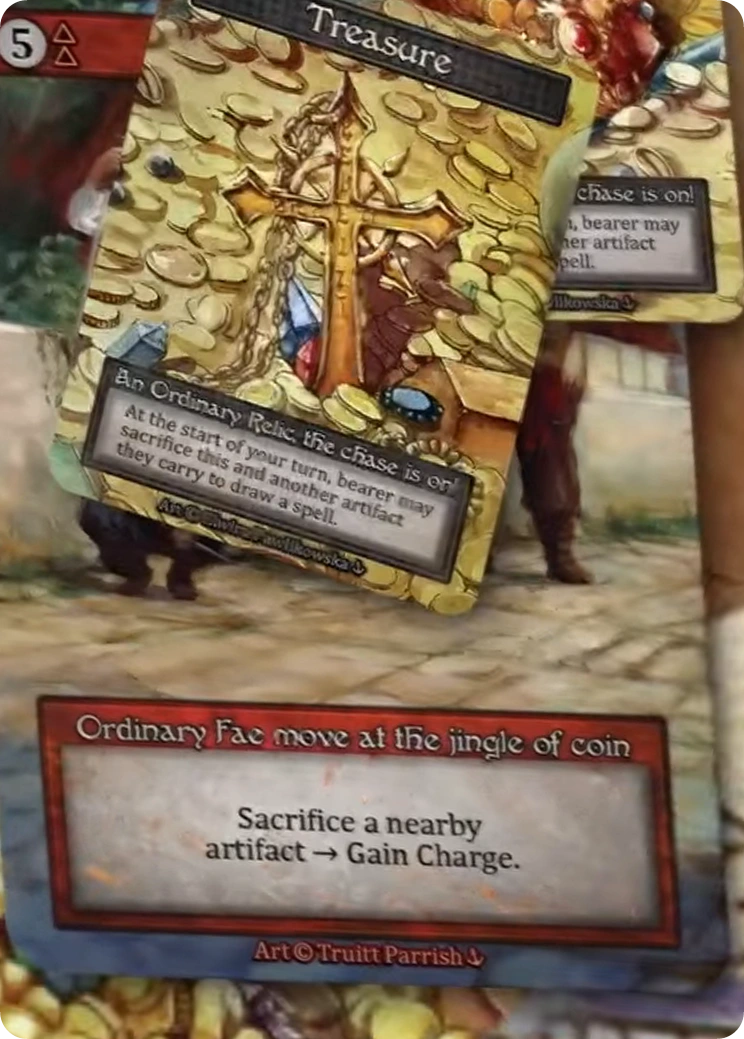 5
Treasure
An Ordinary Relic, the chase is on!
At the start of your turn, bearer may
sacrifice this and another artifact
they carry to draw a spell.
Art ©
chase is on!
, bearer may
her artifact
pell.
likowska
Ordinary Fae move at the jingle of coin
Sacrifice a nearby
artifact → Gain Charge.
Art © Truitt Parrish